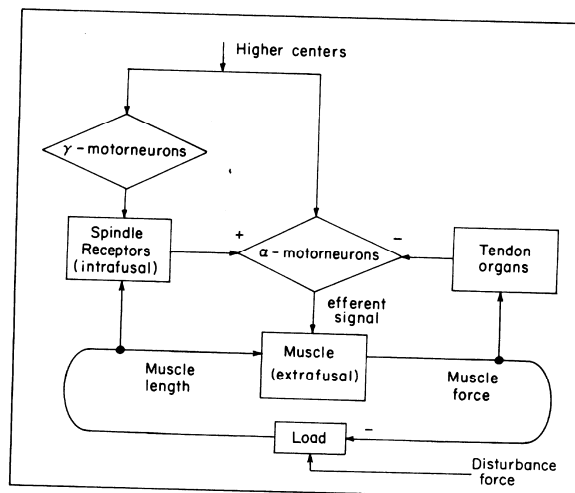 Higher centers
γ - motorneurons
Spindle
Receptors
(intrafusal)
+
α - motorneurons
−
Tendon
organs
efferent
signal
Muscle
length
Muscle
(extrafusal)
Muscle
force
Load
−
Disturbance
force